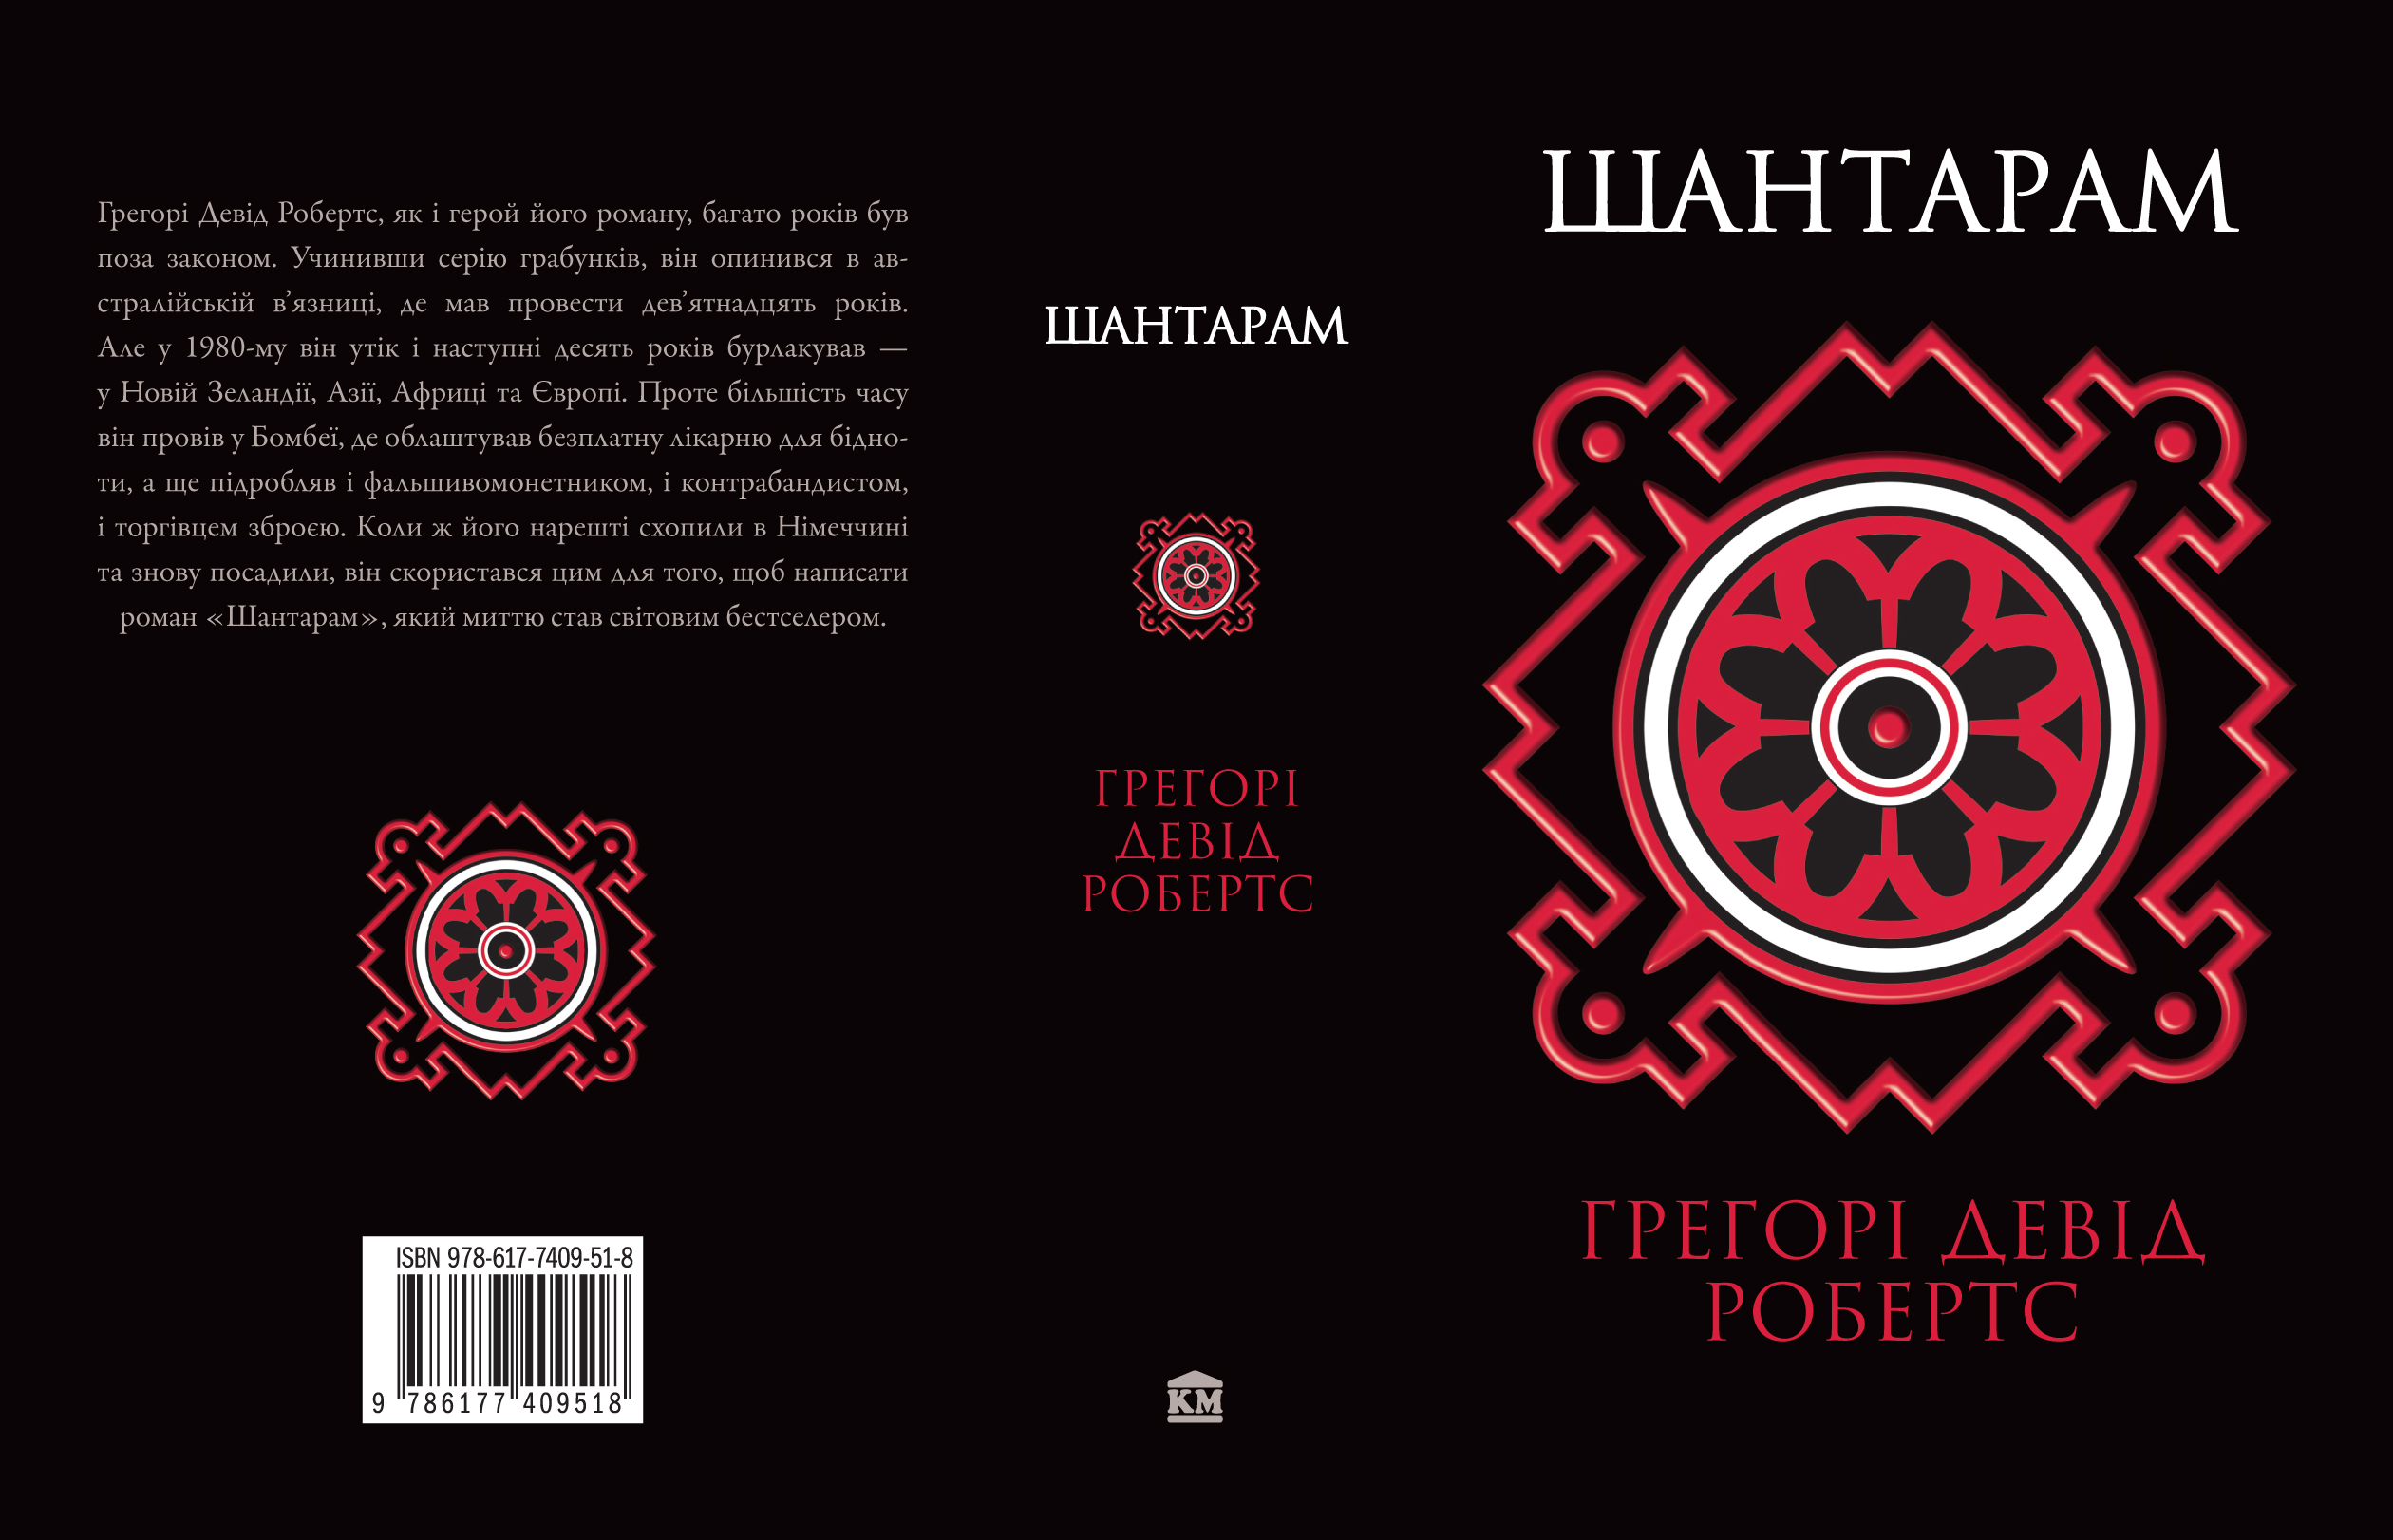 Грегорі Девід Робертс, як і герой його роману, багато років був
поза законом. Учинивши серію грабунків, він опинився в ав-
стралійській в’язниці, де мав провести дев’ятнадцять років.
Але у 1980-му він утік і наступні десять років бурлакував —
у Новій Зеландії, Азії, Африці та Європі. Проте більшість часу
він провів у Бомбеї, де облаштував безплатну лікарню для бідно-
ти, а ще підробляв і фальшивомонетником, і контрабандистом,
і торгівцем зброєю. Коли ж його нарешті схопили в Німеччині
та знову посадили, він скористався цим для того, щоб написати
роман «Шантарам», який миттю став світовим бестселером.
ISBN 978-617-7409-51-8
9 786177 409518
ШАНТАРАМ
ГРЕГОРІ
ДЕВІД
РОБЕРТС
КМ
ШАНТАРАМ
ГРЕГОРІ ДЕВІД
РОБЕРТС